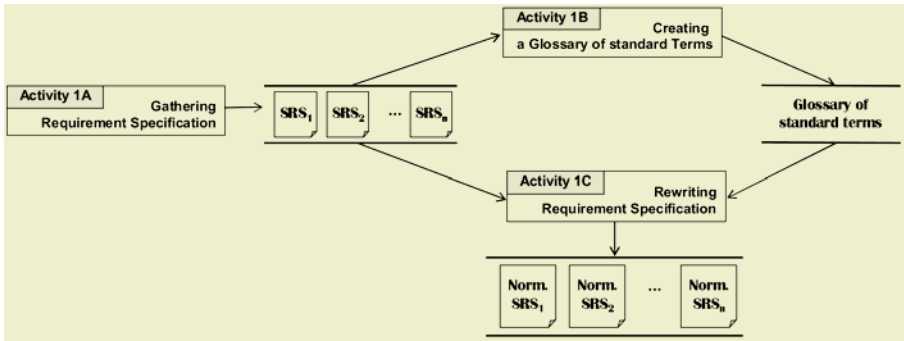 Activity 1A
Gathering
Requirement Specification
SRS1 SRS2 ... SRSn
Activity 1B
Creating
a Glossary of standard Terms
Glossary of
standard terms
Activity 1C
Rewriting
Requirement Specification
Norm. Norm. ... Norm.
SRS1 SRS2 SRSn